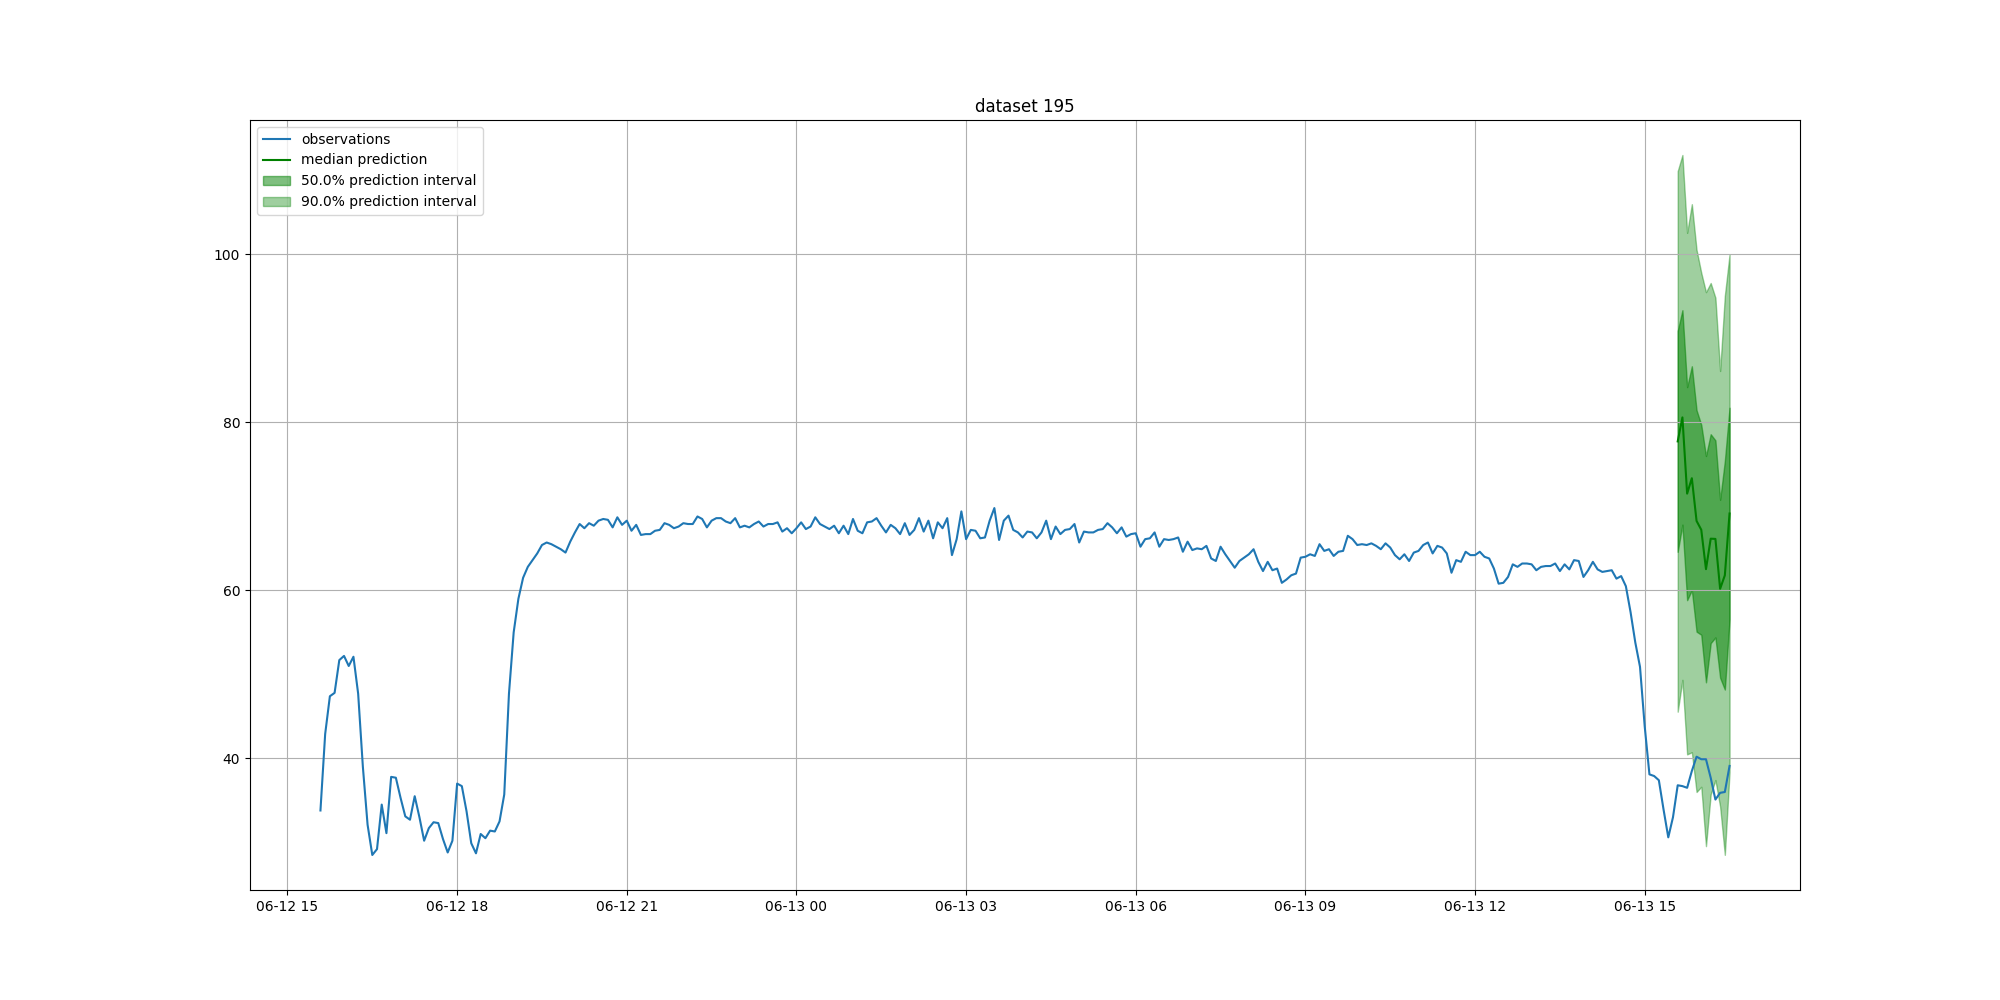 dataset 195
observations
median prediction
50.0% prediction interval
90.0% prediction interval
100
80
60
40
06-12 15
06-12 18
06-12 21
06-13 00
06-13 03
06-13 06
06-13 09
06-13 12
06-13 15